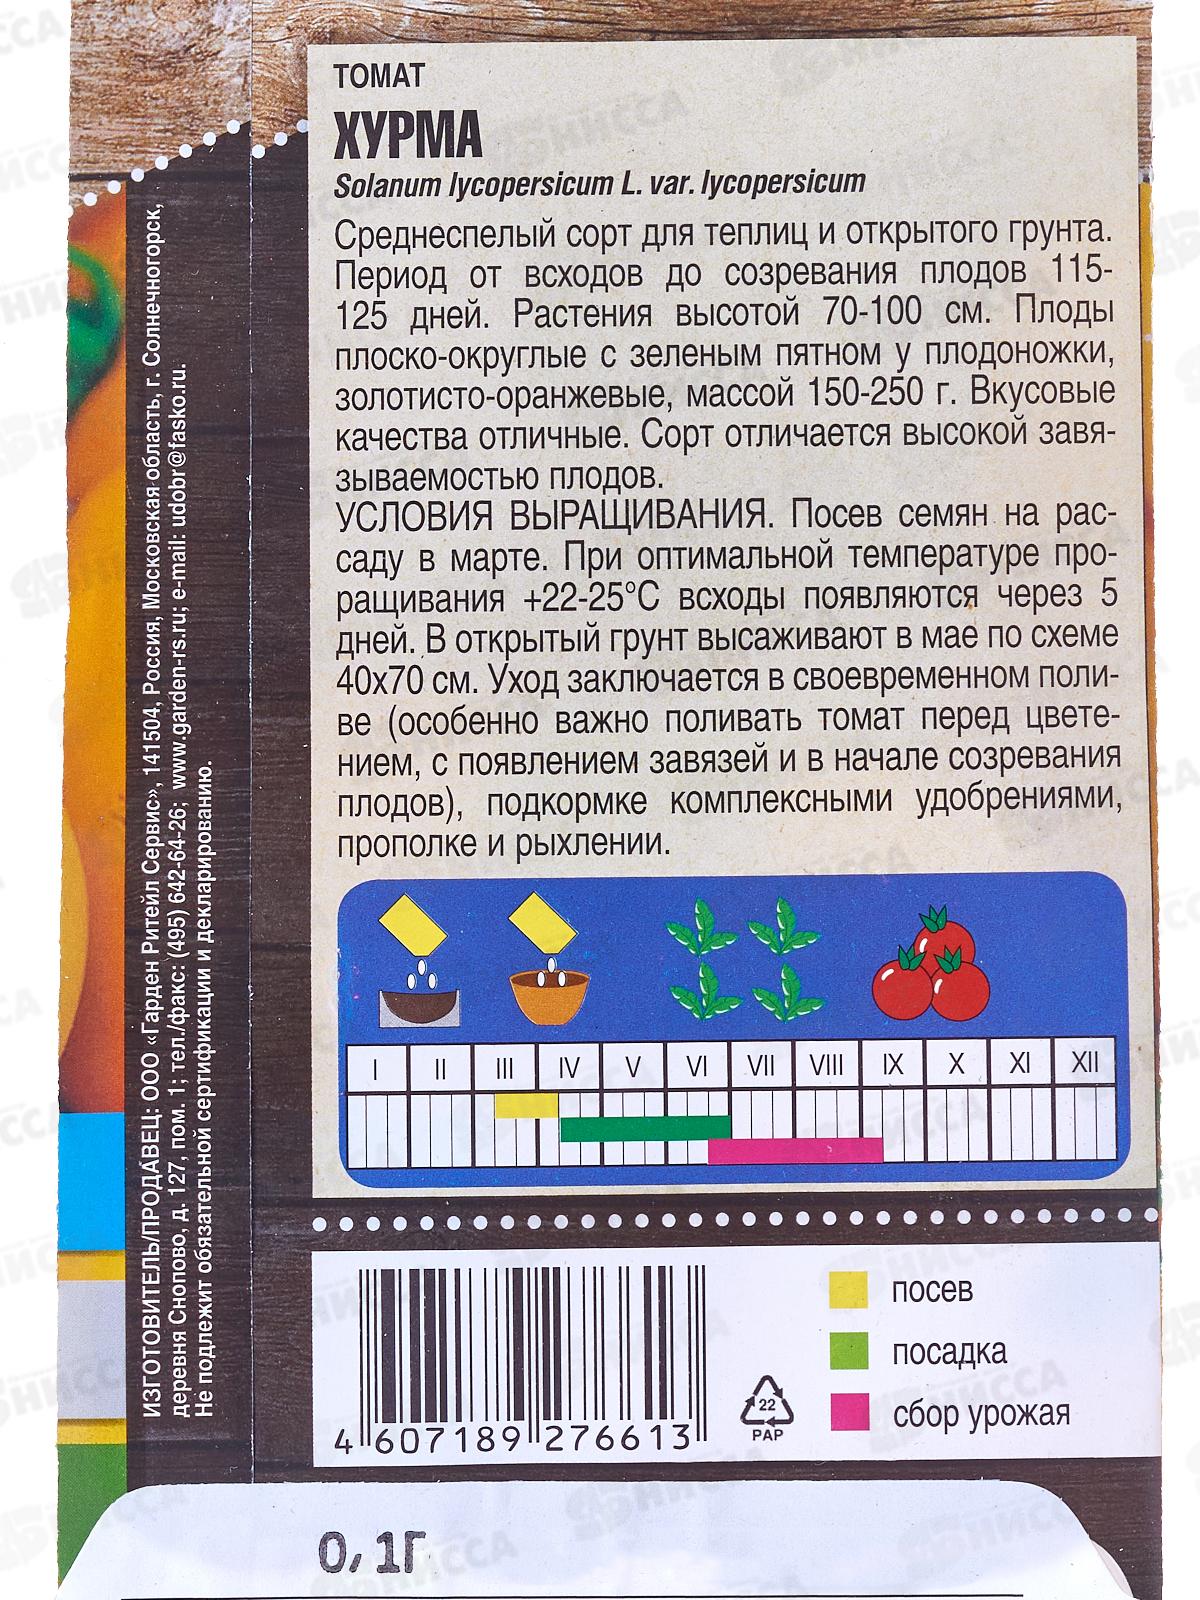 ТОМАТ
ХУРМА
Solanum lycopersicum L. var. lycopersicum
Среднеспелый сорт для теплиц и открытого грунта.
Период от всходов до созревания плодов 115-
125 дней. Растения высотой 70-100 см. Плоды
плоско-округлые с зеленым пятном у плодоножки,
золотисто-оранжевые, массой 150-250 г. Вкусовые
качества отличные. Сорт отличается высокой завя-
зываемостью плодов.
УСЛОВИЯ ВЫРАЩИВАНИЯ. Посев семян на рас-
саду в марте. При оптимальной температуре про-
ращивания +22-25°С всходы появляются через 5
дней. В открытый грунт высаживают в мае по схеме
40х70 см. Уход заключается в своевременном поли-
ве (особенно важно поливать томат перед цвете-
нием, с появлением завязей и в начале созревания
плодов), подкормке комплексными удобрениями,
прополке и рыхлении.
I II III IV V VI VII VIII IX X XI XII
посев
посадка
сбор урожая
22
PAP
4 607189 276613
0,1Г
ИЗГОТОВИТЕЛЬ/ПРОДАВЕЦ: ООО «Гарден Ритейл Сервис», 141504, Россия, Московская область, г. Солнечногорск,
деревня Снопово, д. 127, пом. 1; тел./факс: (495) 642-64-26; www.garden-rs.ru; e-mail: udobr@fasko.ru.
Не подлежит обязательной сертификации и декларированию.